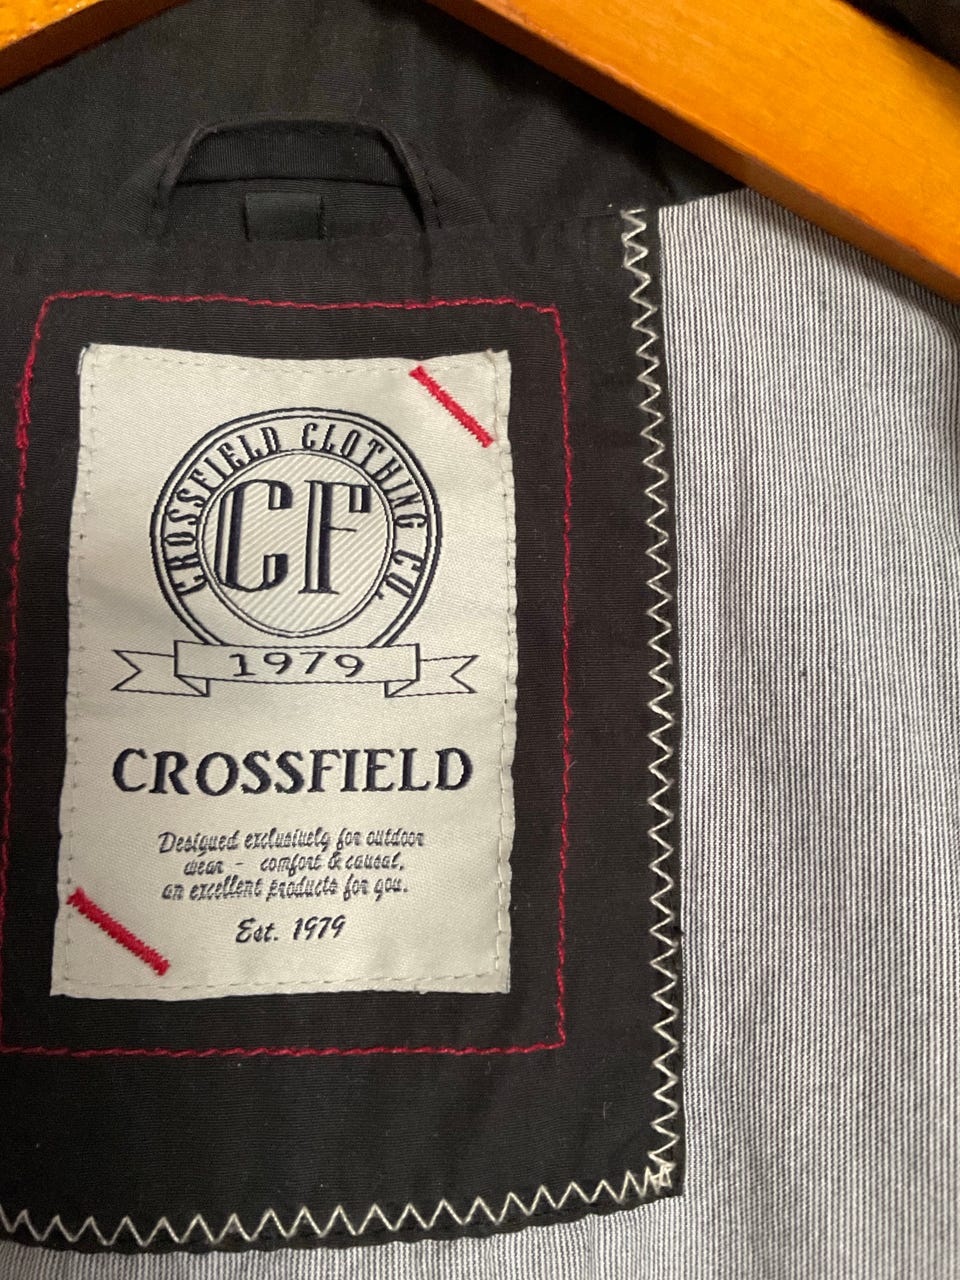 CROSSFIELD CLOTHING CO.
CF
1979
CROSSFIELD
Designed exclusively for outdoor
wear - comfort & causal,
an excellent products for you.
Est. 1979